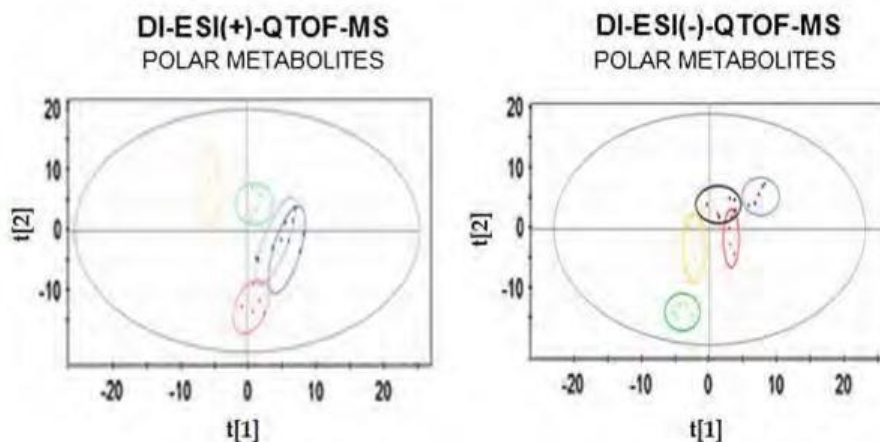 DI-ESI(+)-QTOF-MS
POLAR METABOLITES
20
10
0
-10
t[2]
-20
-10
0
10
20
t[1]
DI-ESI(-)-QTOF-MS
POLAR METABOLITES
20
10
0
-10
t[2]
-20
-10
0
10
20
t[1]